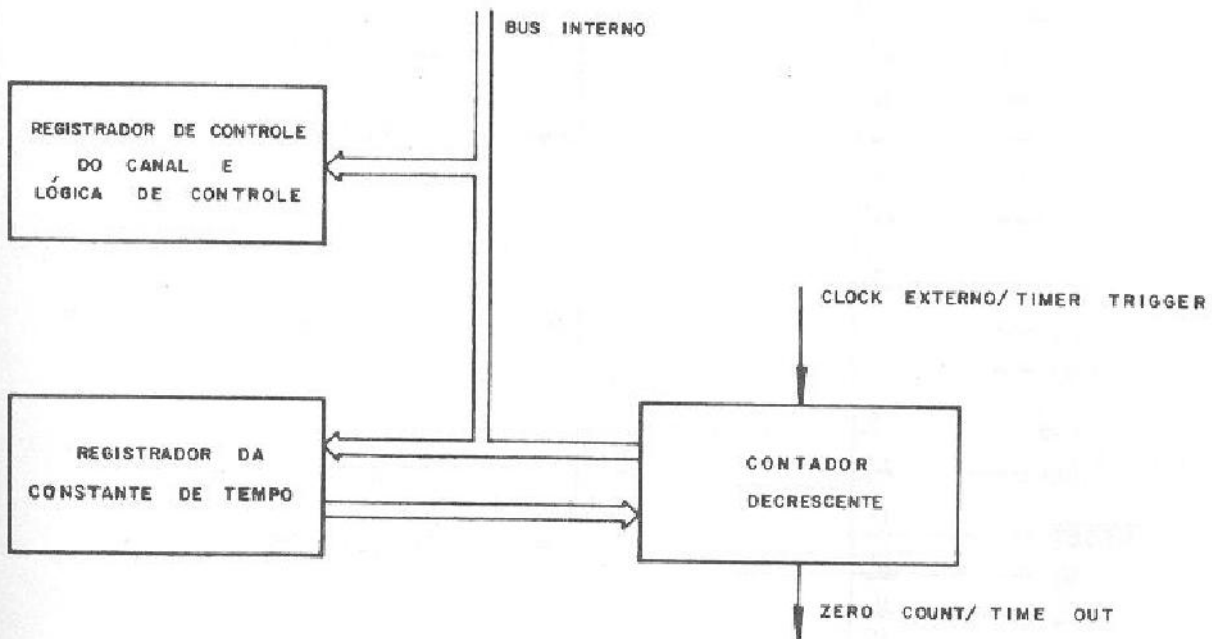 BUS INTERNO
REGISTRADOR DE CONTROLE
DO CANAL E
LÓGICA DE CONTROLE
CLOCK EXTERNO/TIMER TRIGGER
REGISTRADOR DA
CONSTANTE DE TEMPO
CONTADOR
DECRESCENTE
ZERO COUNT/TIME OUT